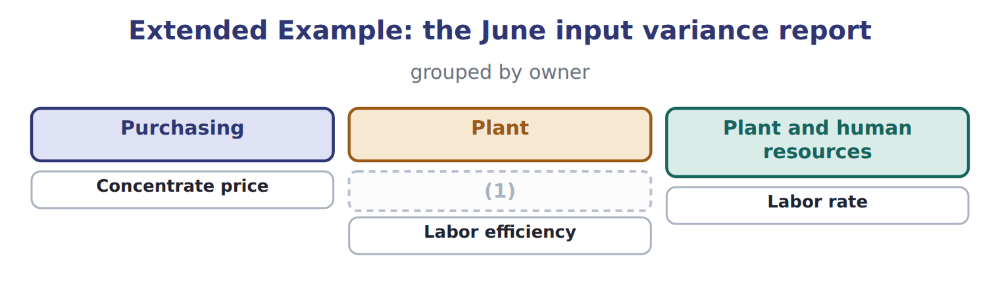 Extended Example: the June input variance report
grouped by owner
Purchasing
Concentrate price
Plant
(1)
Labor efficiency
Plant and human
resources
Labor rate